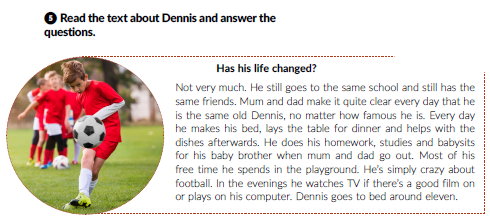 5 Read the text about Dennis and answer the
questions.
Has his life changed?
Not very much. He still goes to the same school and still has the
same friends. Mum and dad make it quite clear every day that he
is the same old Dennis, no matter how famous he is. Every day
he makes his bed, lays the table for dinner and helps with the
dishes afterwards. He does his homework, studies and babysits
for his baby brother when mum and dad go out. Most of his
free time he spends in the playground. He's simply crazy about
football. In the evenings he watches TV if there's a good film on
or plays on his computer. Dennis goes to bed around eleven.